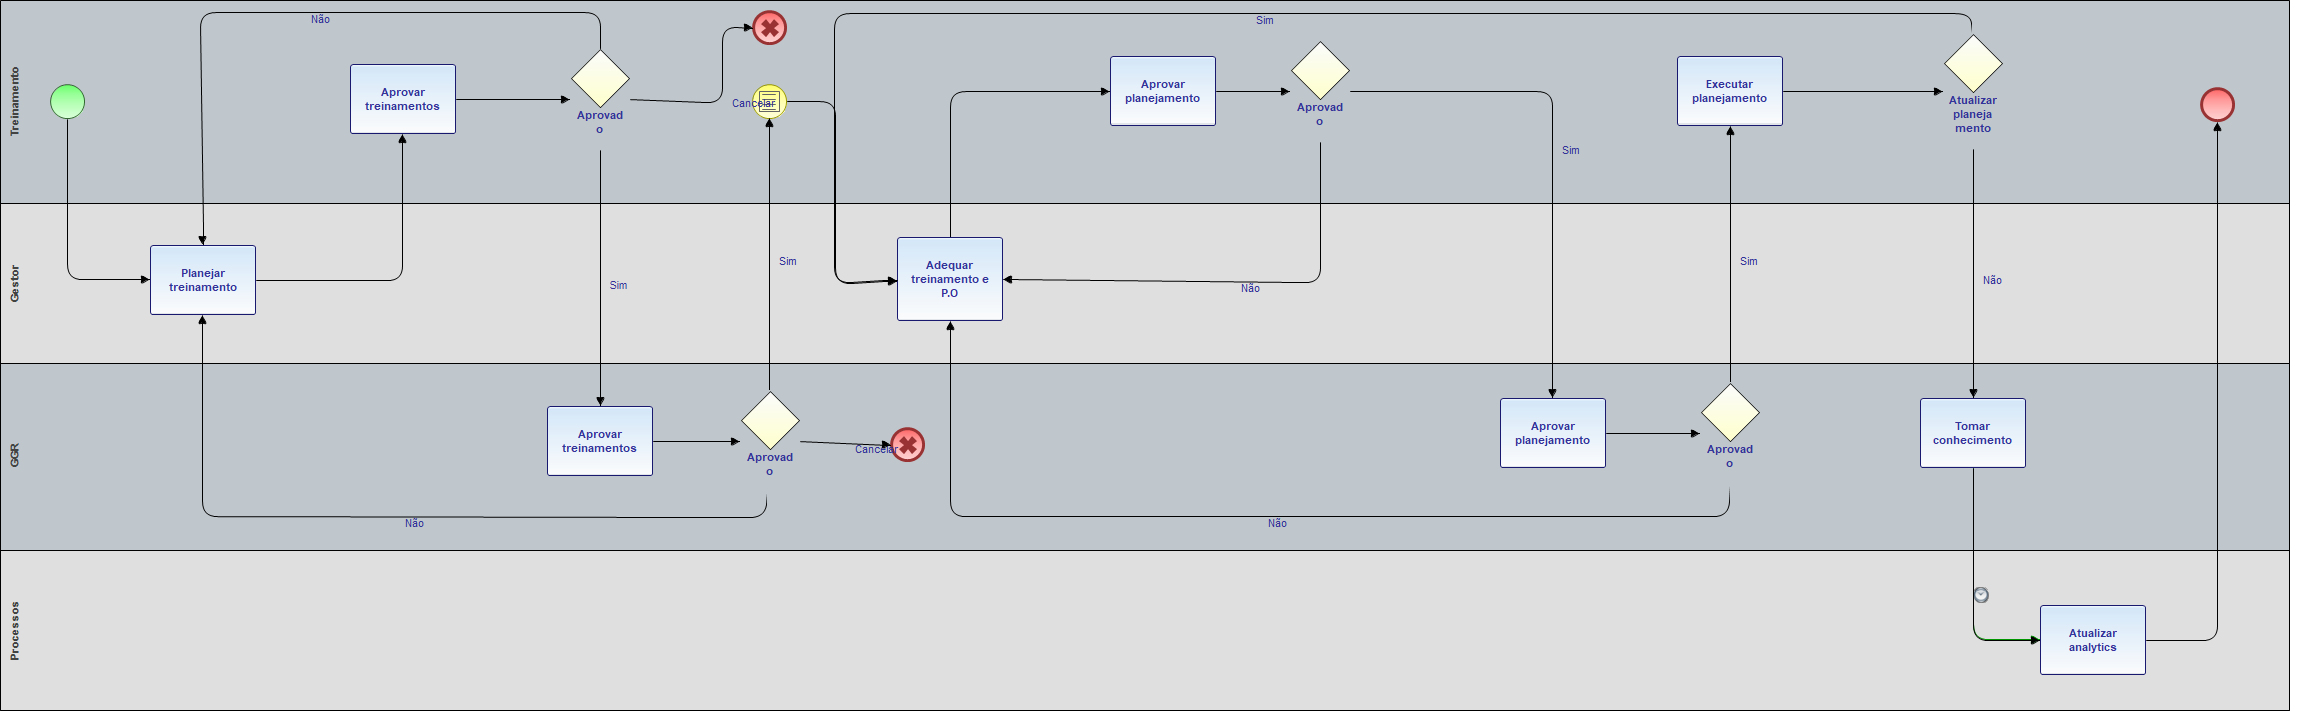 Treinamento
Não
Aprovar
treinamentos
Aprovad
o
Cancelar
Sim
Aprovar
planejamento
Aprovad
o
Sim
Executar
planejamento
Atualizar
planeja
mento
Gestor
Planejar
treinamento
Sim
Sim
Adequar
treinamento e
P.O
Não
Sim
Não
GGR
Aprovar
treinamentos
Aprovad
o
Cancelar
Não
Aprovar
planejamento
Aprovad
o
Não
Tomar
conhecimento
Processos
Atualizar
analytics